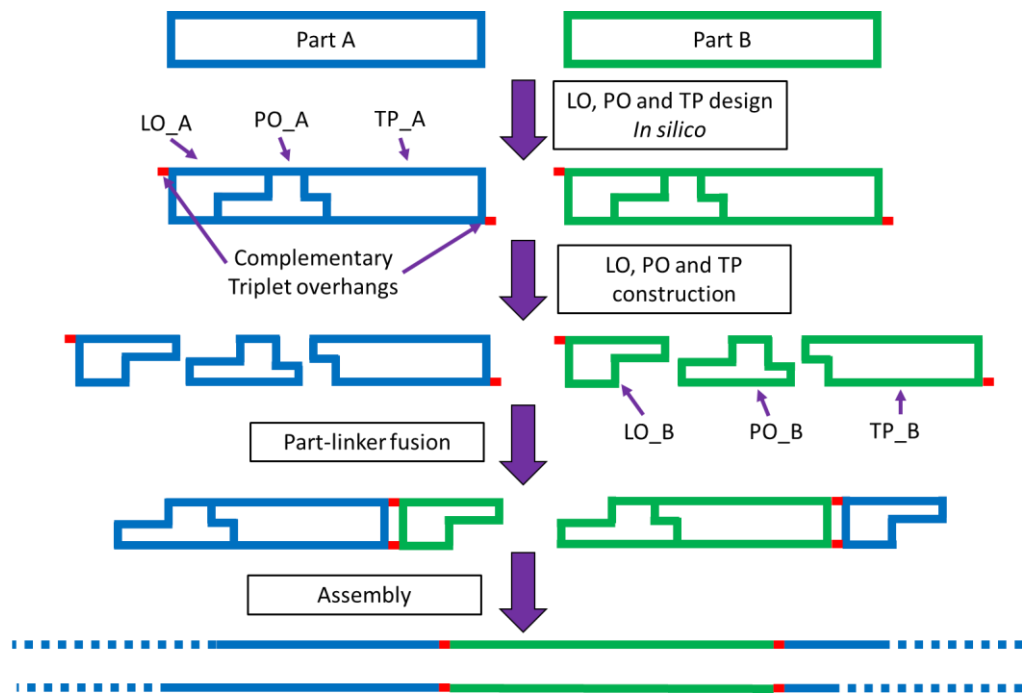 Part A
Part B
LO, PO and TP design
In silico
LO_A
PO_A
TP_A
Complementary
Triplet overhangs
LO, PO and TP
construction
LO_B
PO_B
TP_B
Part-linker fusion
Assembly